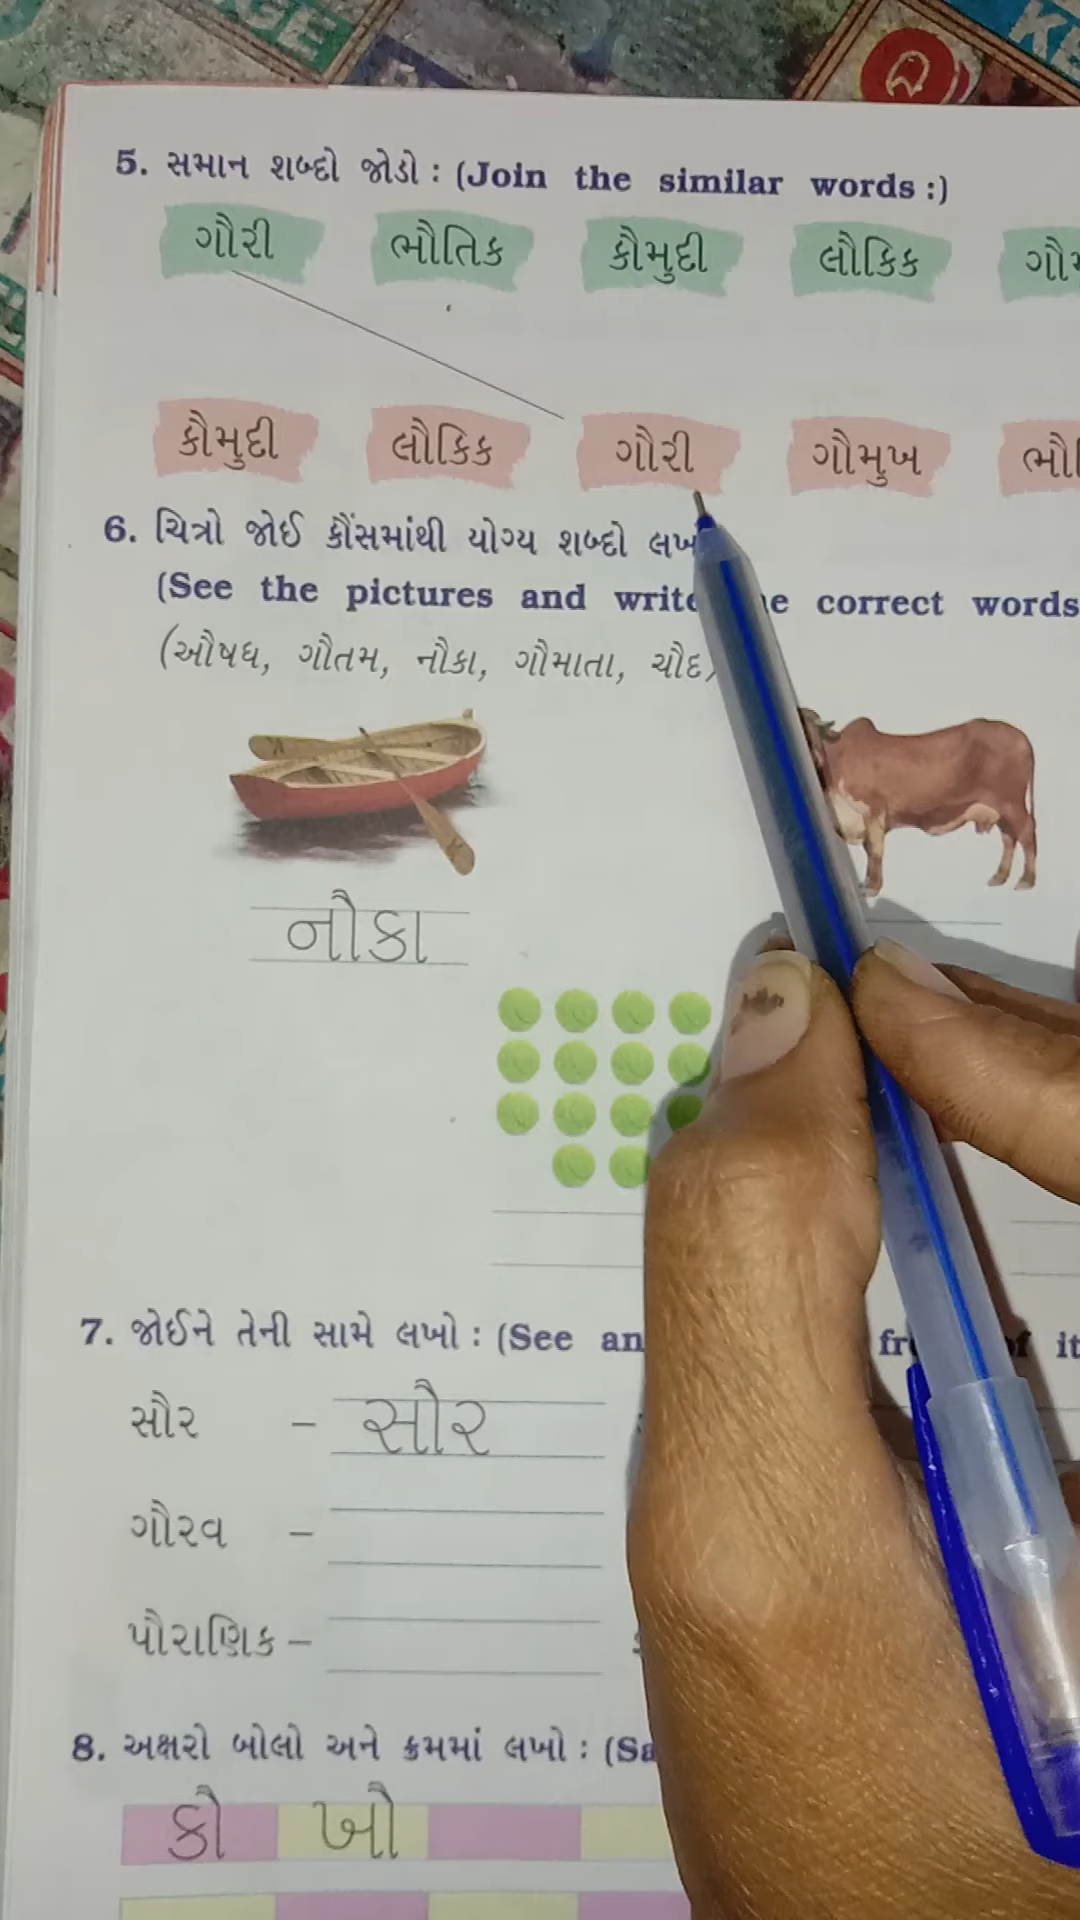 5. સમાન શબ્દો જોડો : (Join the similar words :)
ગૌરી ભૌતિક કૌમુદી લૌકિક
કૌમુદી લૌકિક ગૌરી ગૌમુખ
6. ચિત્રો જોઈ કૌંસમાંથી યોગ્ય શબ્દો
(See the pictures and write correct words
(ઔષધ, ગૌતમ, નૌકા, ગૌમાતા, ચૌદ)
નૌકા
7. જોઈને તેની સામે લખો : (See
સૌર – સૌર
ગૌરવ –
પૌરાણિક –
8. અક્ષરો બોલો અને ક્રમમાં લખો :
કૌ ખૌ